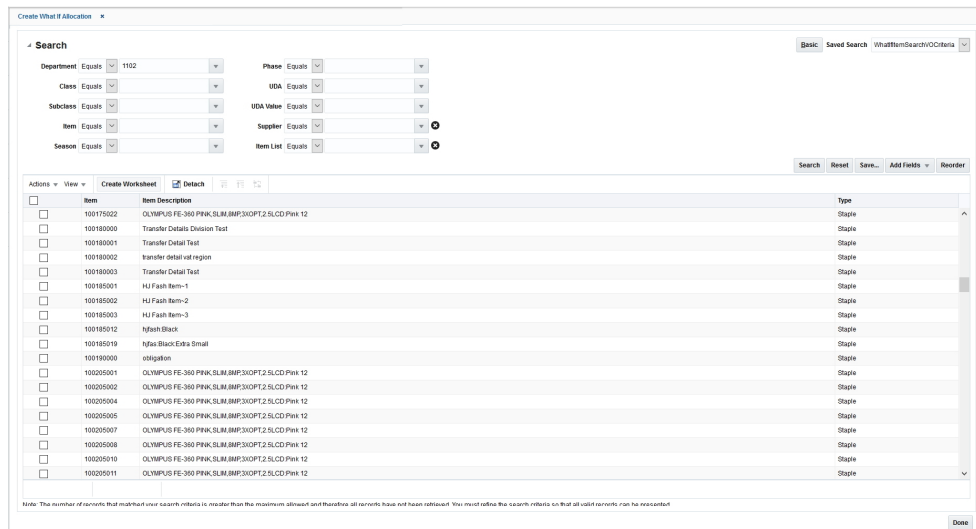 Create What If Allocation ×
Search
Basic Saved Search WhatIfItemSearchVOCriteria
Department Equals 1102 Phase Equals
Class Equals UDA Equals
Subclass Equals UDA Value Equals
Item Equals Supplier Equals
Season Equals Item List Equals
Search Reset Save... Add Fields Reorder
Actions View Create Worksheet Detach
Item Item Description Type
100175022 OLYMPUS FE-360 PINK,SLIM,8MP,3XOPT,2.5LCD:Pink 12 Staple
100180000 Transfer Details Division Test Staple
100180001 Transfer Detail Test Staple
100180002 transfer detail vat region Staple
100180003 Transfer Detail Test Staple
100185001 HJ Fash Item~1 Staple
100185002 HJ Fash Item~2 Staple
100185003 HJ Fash Item~3 Staple
100185012 hjfash:Black Staple
100185019 hjfas:Black:Extra Small Staple
100190000 obligation Staple
100205001 OLYMPUS FE-360 PINK,SLIM,8MP,3XOPT,2.5LCD:Pink 12 Staple
100205002 OLYMPUS FE-360 PINK,SLIM,8MP,3XOPT,2.5LCD:Pink 12 Staple
100205004 OLYMPUS FE-360 PINK,SLIM,8MP,3XOPT,2.5LCD:Pink 12 Staple
100205005 OLYMPUS FE-360 PINK,SLIM,8MP,3XOPT,2.5LCD:Pink 12 Staple
100205007 OLYMPUS FE-360 PINK,SLIM,8MP,3XOPT,2.5LCD:Pink 12 Staple
100205008 OLYMPUS FE-360 PINK,SLIM,8MP,3XOPT,2.5LCD:Pink 12 Staple
100205010 OLYMPUS FE-360 PINK,SLIM,8MP,3XOPT,2.5LCD:Pink 12 Staple
100205011 OLYMPUS FE-360 PINK,SLIM,8MP,3XOPT,2.5LCD:Pink 12 Staple
Note: The number of records that matched your search criteria is greater than the maximum allowed and therefore all records have not been retrieved. You must refine the search criteria so that all valid records can be presented.
Done